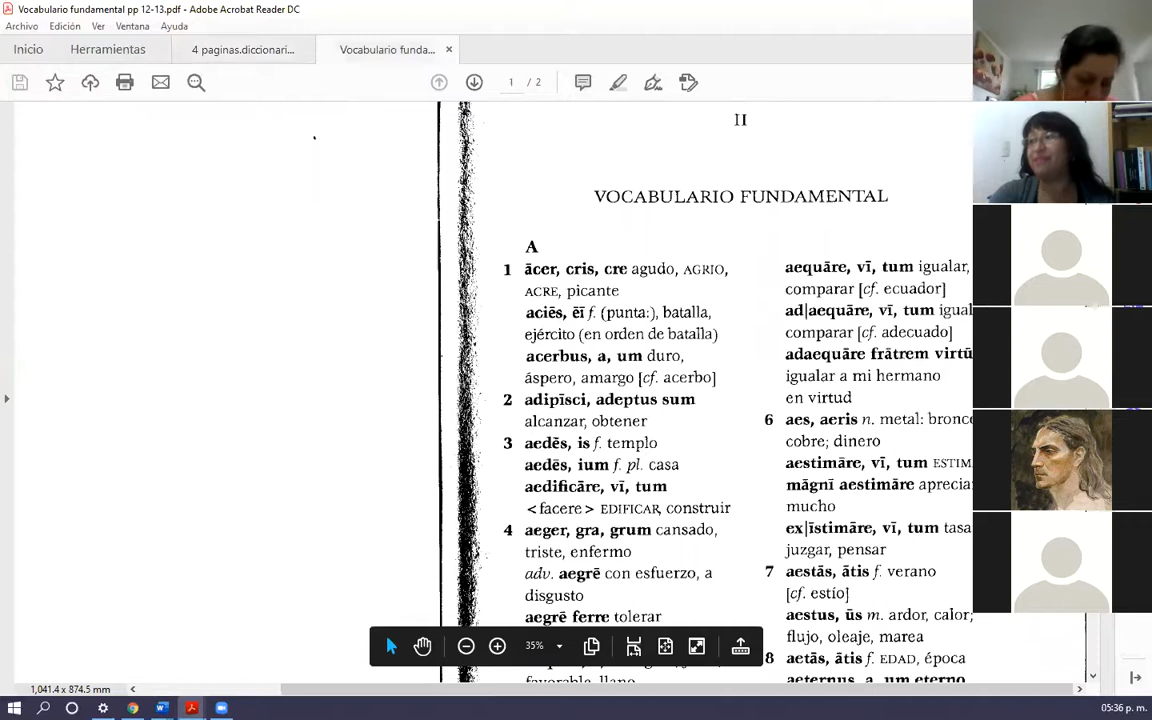 Vocabulario fundamental pp 12-13.pdf - Adobe Acrobat Reader DC
Archivo Edición Ver Ventana Ayuda
Inicio Herramientas 4 paginas.diccionari... Vocabulario funda... ×
1 / 2
II
VOCABULARIO FUNDAMENTAL
A
1 ācer, cris, cre agudo, AGRIO,
ACRE, picante
aciēs, ēī f. (punta:), batalla,
ejército (en orden de batalla)
acerbus, a, um duro,
áspero, amargo [cf. acerbo]
2 adipīsci, adeptus sum
alcanzar, obtener
3 aedēs, is f. templo
aedēs, ium f. pl. casa
aedificāre, vī, tum
<facere> EDIFICAR, construir
4 aeger, gra, grum cansado,
triste, enfermo
adv. aegrē con esfuerzo, a
disgusto
aegrē ferre tolerar
aequāre, vī, tum igualar,
comparar [cf. ecuador]
ad|aequāre, vī, tum igual
comparar [cf. adecuado]
adaequāre frātrem virtū
igualar a mi hermano
en virtud
6 aes, aeris n. metal: bronc
cobre; dinero
aestimāre, vī, tum ESTIM
māgnī aestimāre aprecia
mucho
ex|īstimāre, vī, tum tasa
juzgar, pensar
7 aestās, ātis f. verano
[cf. estío]
aestus, ūs m. ardor, calor;
flujo, oleaje, marea
8 aetās, ātis f. EDAD, época
aeternus, a, um eterno
35%
1,041.4 x 874.5 mm
05:36 p. m.